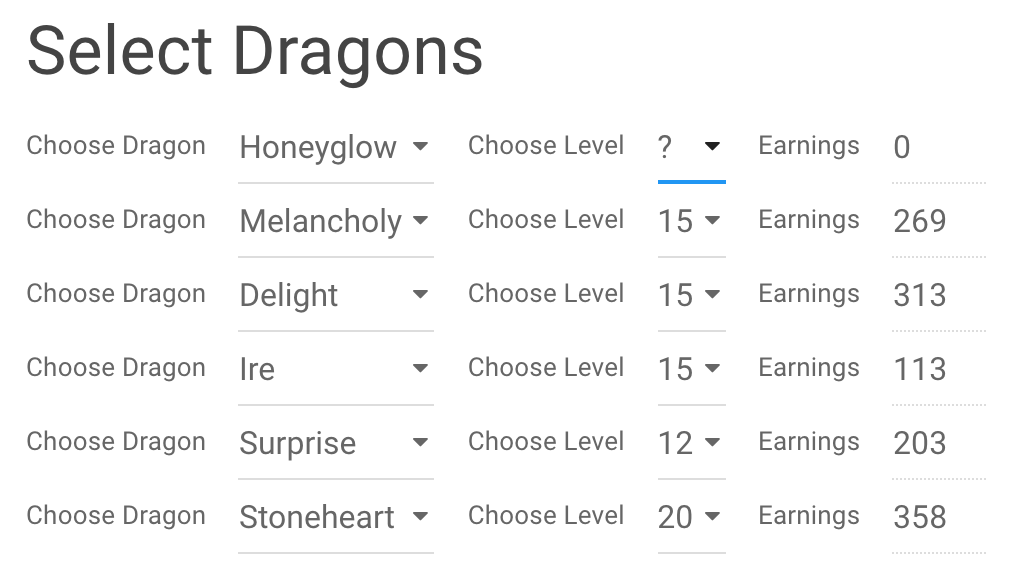 Select Dragons
Choose Dragon Honeyglow Choose Level ? Earnings 0
Choose Dragon Melancholy Choose Level 15 Earnings 269
Choose Dragon Delight Choose Level 15 Earnings 313
Choose Dragon Ire Choose Level 15 Earnings 113
Choose Dragon Surprise Choose Level 12 Earnings 203
Choose Dragon Stoneheart Choose Level 20 Earnings 358